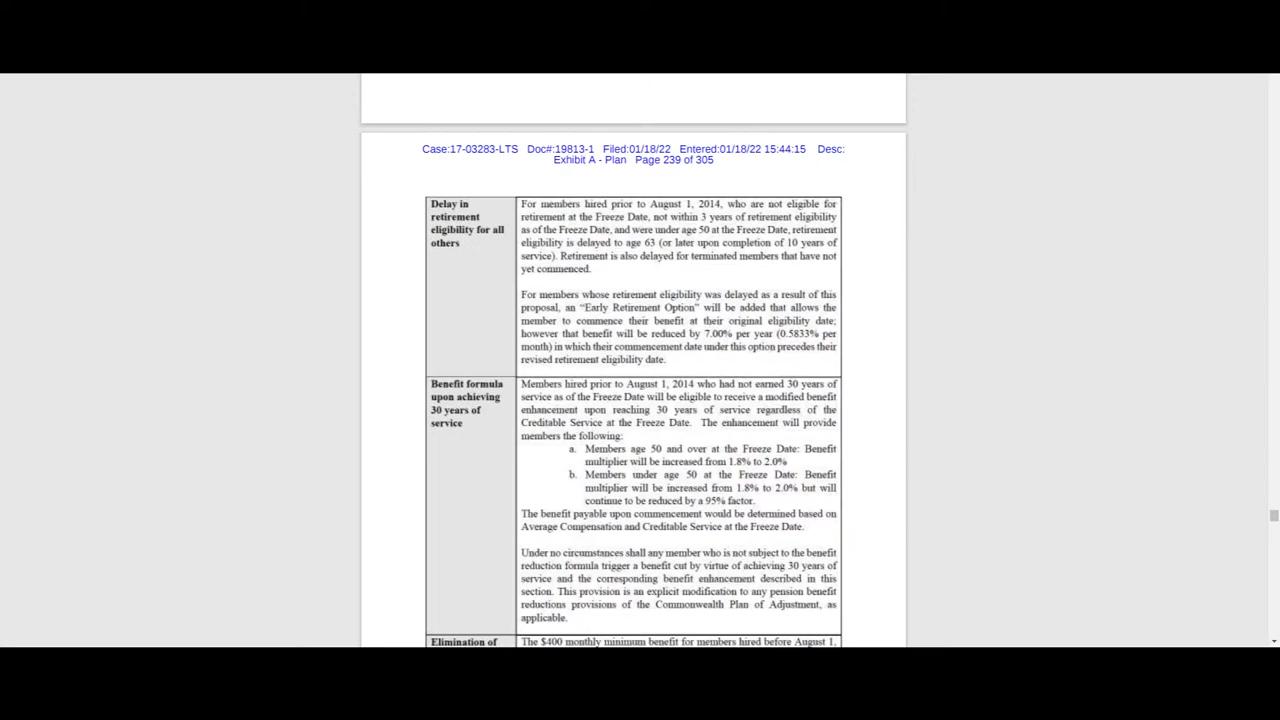 Case:17-03283-LTS Doc#:19813-1 Filed:01/18/22 Entered:01/18/22 15:44:15 Desc:
Exhibit A - Plan Page 239 of 305
Delay in
retirement
eligibility for all
others
For members hired prior to August 1, 2014, who are not eligible for
retirement at the Freeze Date, not within 3 years of retirement eligibility
as of the Freeze Date, and were under age 50 at the Freeze Date, retirement
eligibility is delayed to age 63 (or later upon completion of 10 years of
service). Retirement is also delayed for terminated members that have not
yet commenced.
For members whose retirement eligibility was delayed as a result of this
proposal, an “Early Retirement Option” will be added that allows the
member to commence their benefit at their original eligibility date;
however that benefit will be reduced by 7.00% per year (0.5833% per
month) in which their commencement date under this option precedes their
revised retirement eligibility date.
Benefit formula
upon achieving
30 years of
service
Members hired prior to August 1, 2014 who had not earned 30 years of
service as of the Freeze Date will be eligible to receive a modified benefit
enhancement upon reaching 30 years of service regardless of the
Creditable Service at the Freeze Date. The enhancement will provide
members the following:
a. Members age 50 and over at the Freeze Date: Benefit
multiplier will be increased from 1.8% to 2.0%
b. Members under age 50 at the Freeze Date: Benefit
multiplier will be increased from 1.8% to 2.0% but will
continue to be reduced by a 95% factor.
The benefit payable upon commencement would be determined based on
Average Compensation and Creditable Service at the Freeze Date.
Under no circumstances shall any member who is not subject to the benefit
reduction formula trigger a benefit cut by virtue of achieving 30 years of
service and the corresponding benefit enhancement described in this
section. This provision is an explicit modification to any pension benefit
reductions provisions of the Commonwealth Plan of Adjustment, as
applicable.
Elimination of
The $400 monthly minimum benefit for members hired before August 1,